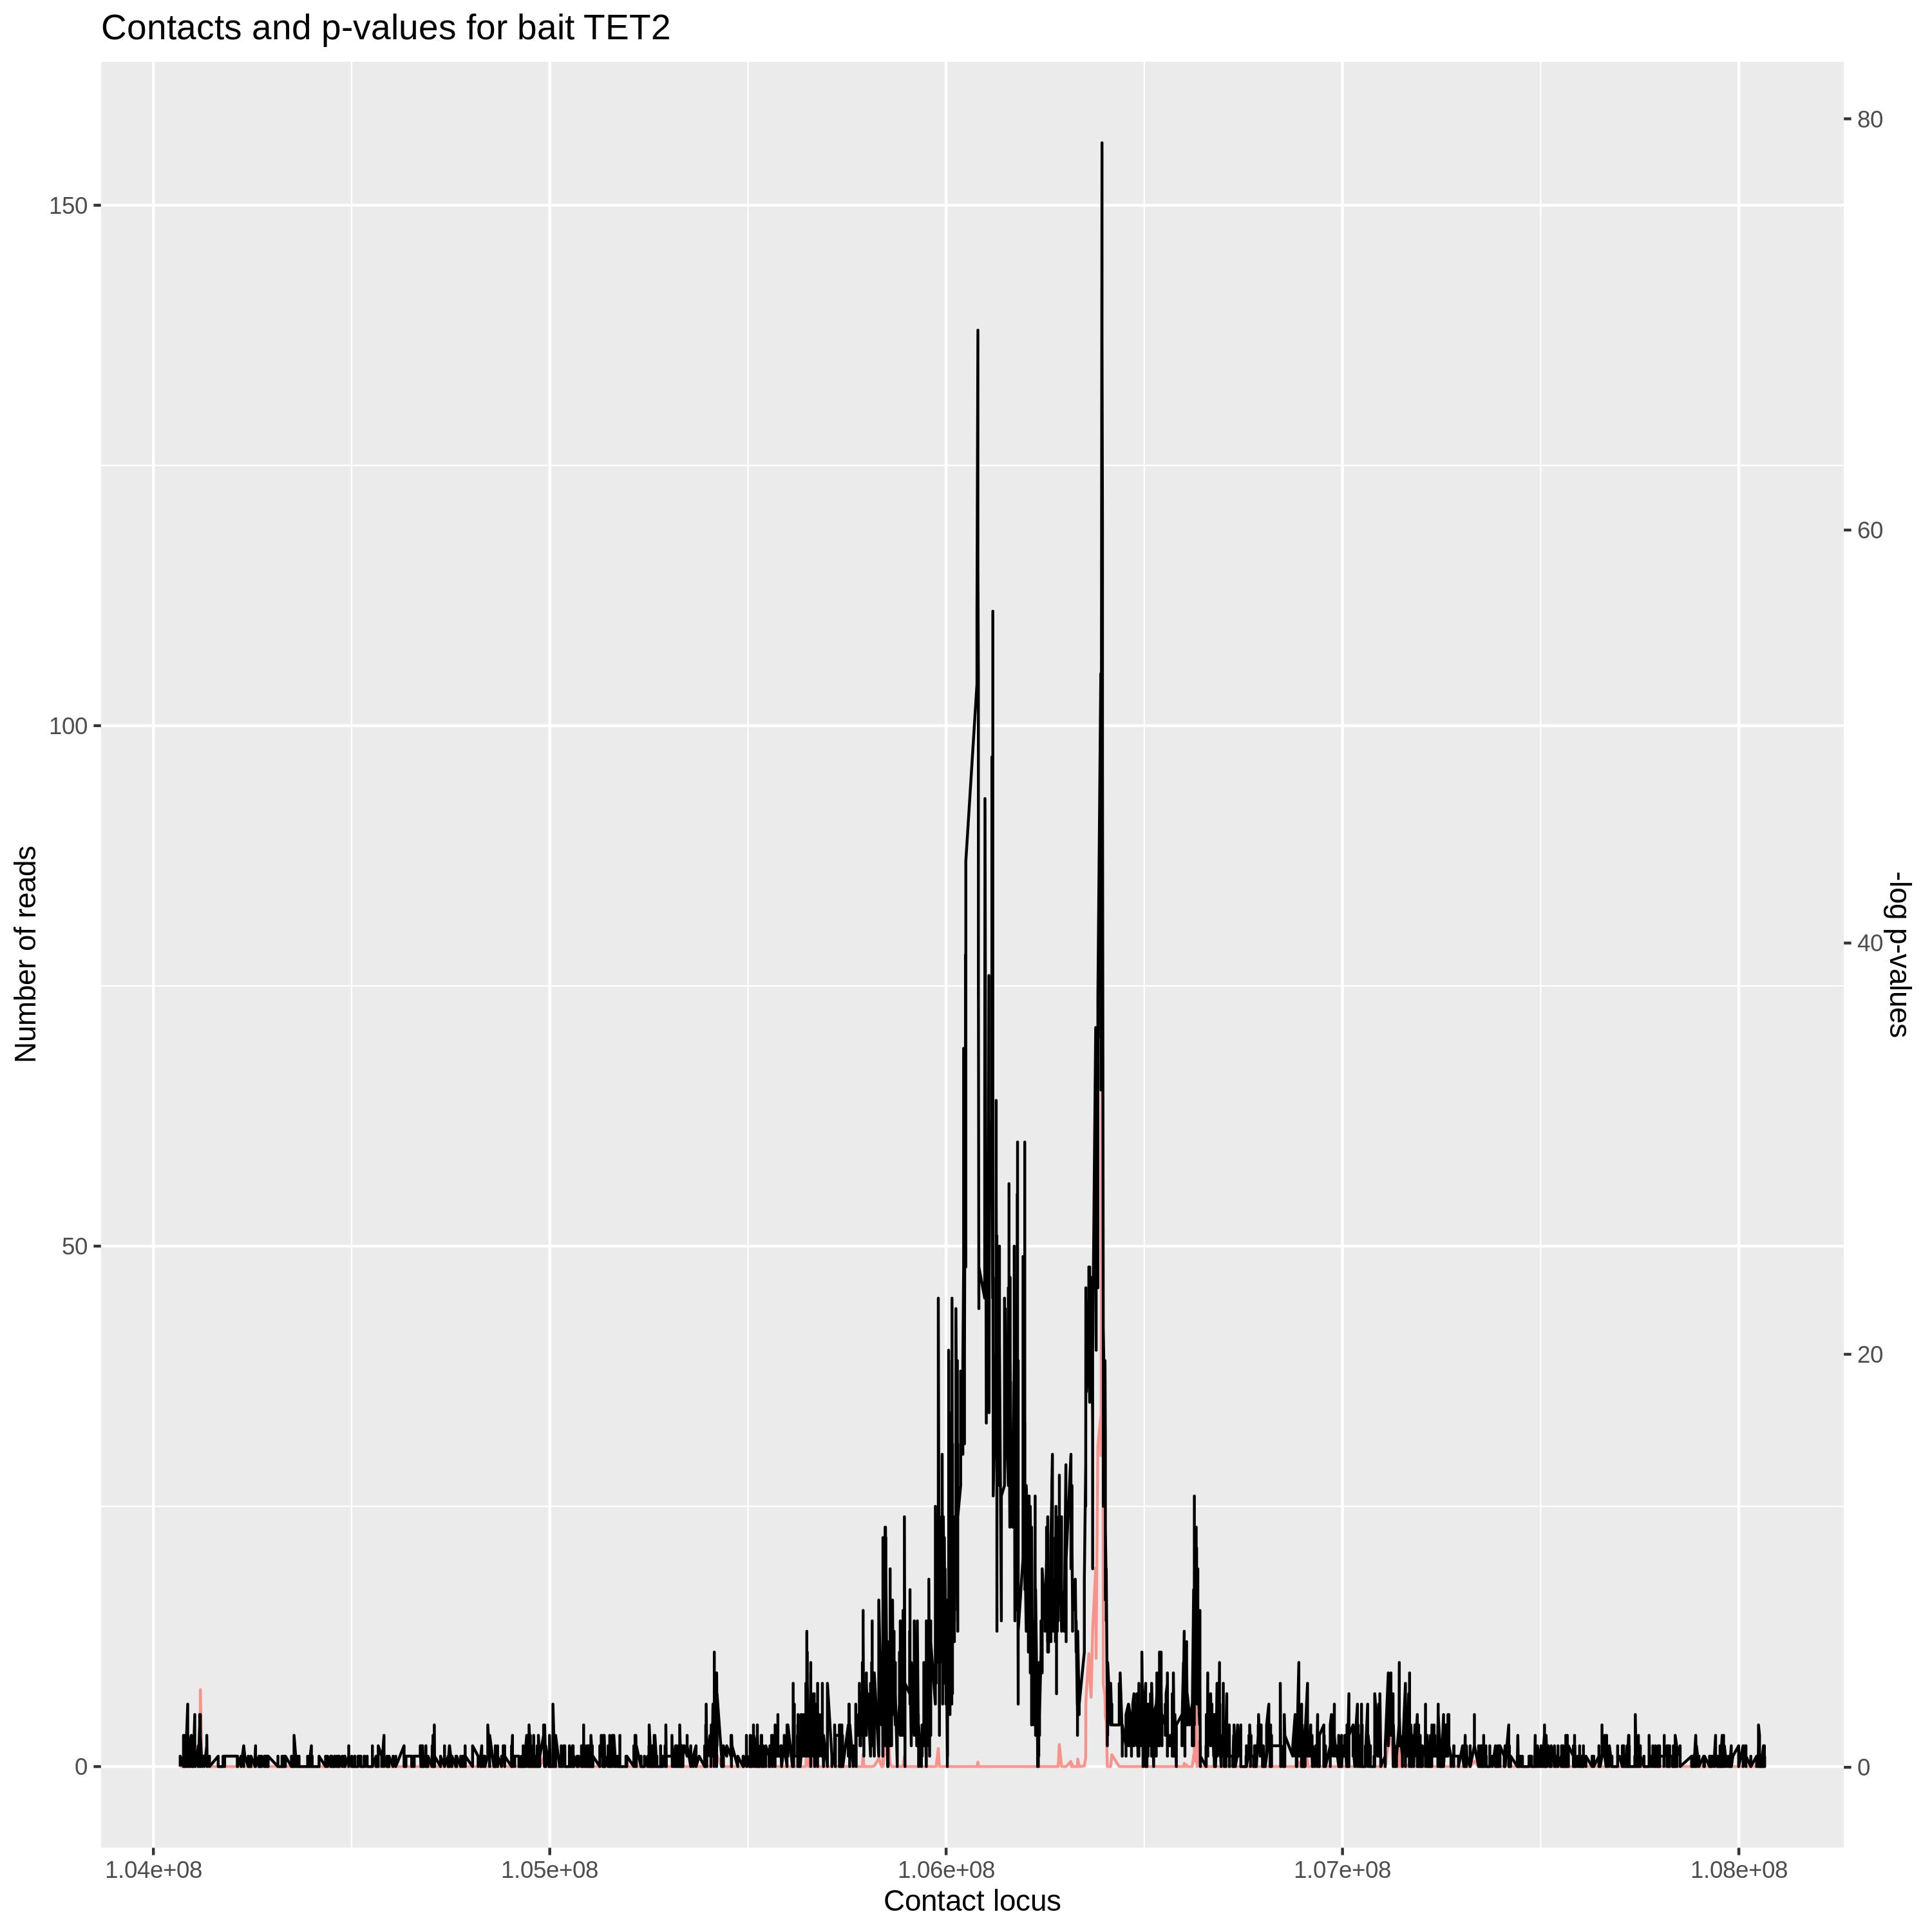 Contacts and p-values for bait TET2
150
100
50
0
Number of reads
80
60
40
20
0
-log p-values
1.04e+08
1.05e+08
1.06e+08
1.07e+08
1.08e+08
Contact locus